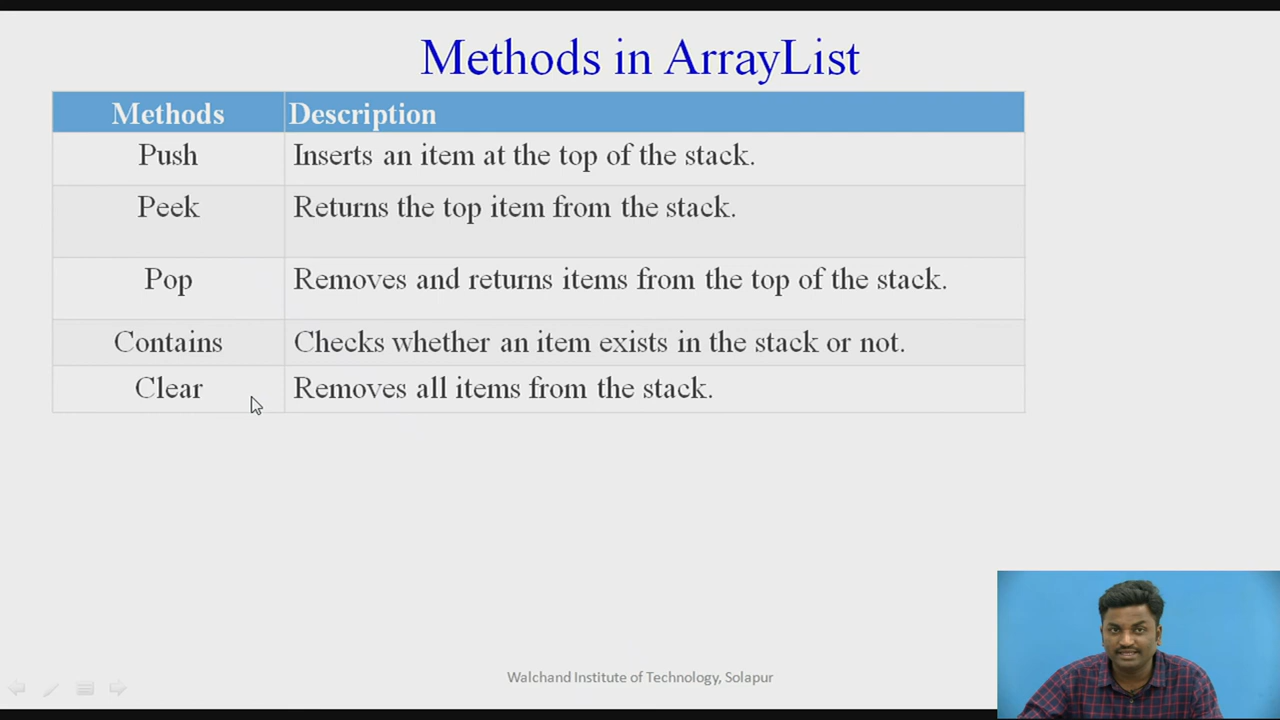 Methods in ArrayList
Methods Description
Push Inserts an item at the top of the stack.
Peek Returns the top item from the stack.
Pop Removes and returns items from the top of the stack.
Contains Checks whether an item exists in the stack or not.
Clear Removes all items from the stack.
Walchand Institute of Technology, Solapur